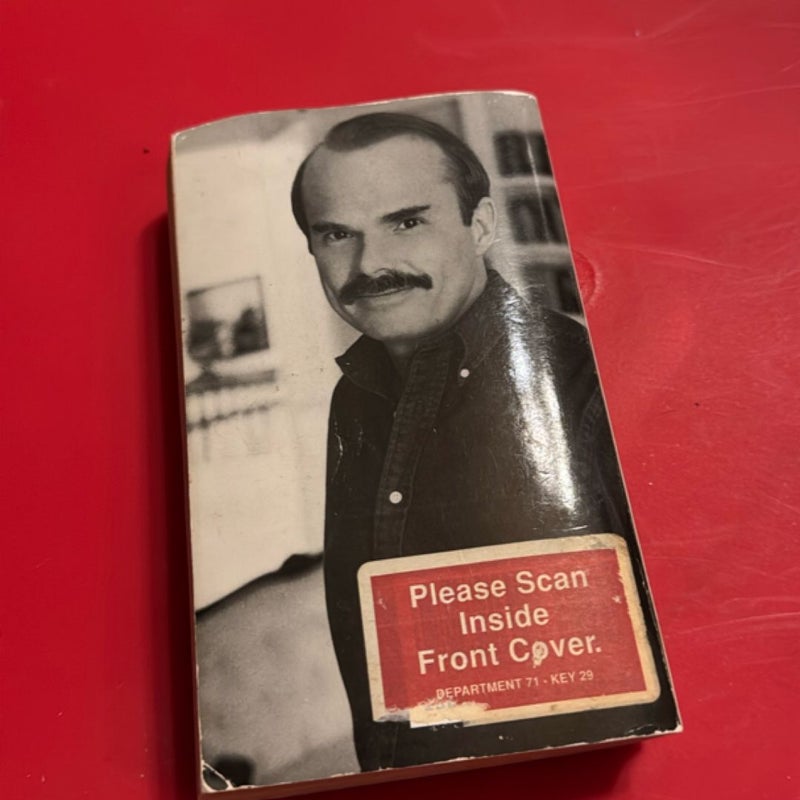 Please Scan
Inside
Front Cover.
DEPARTMENT 71 - KEY 29